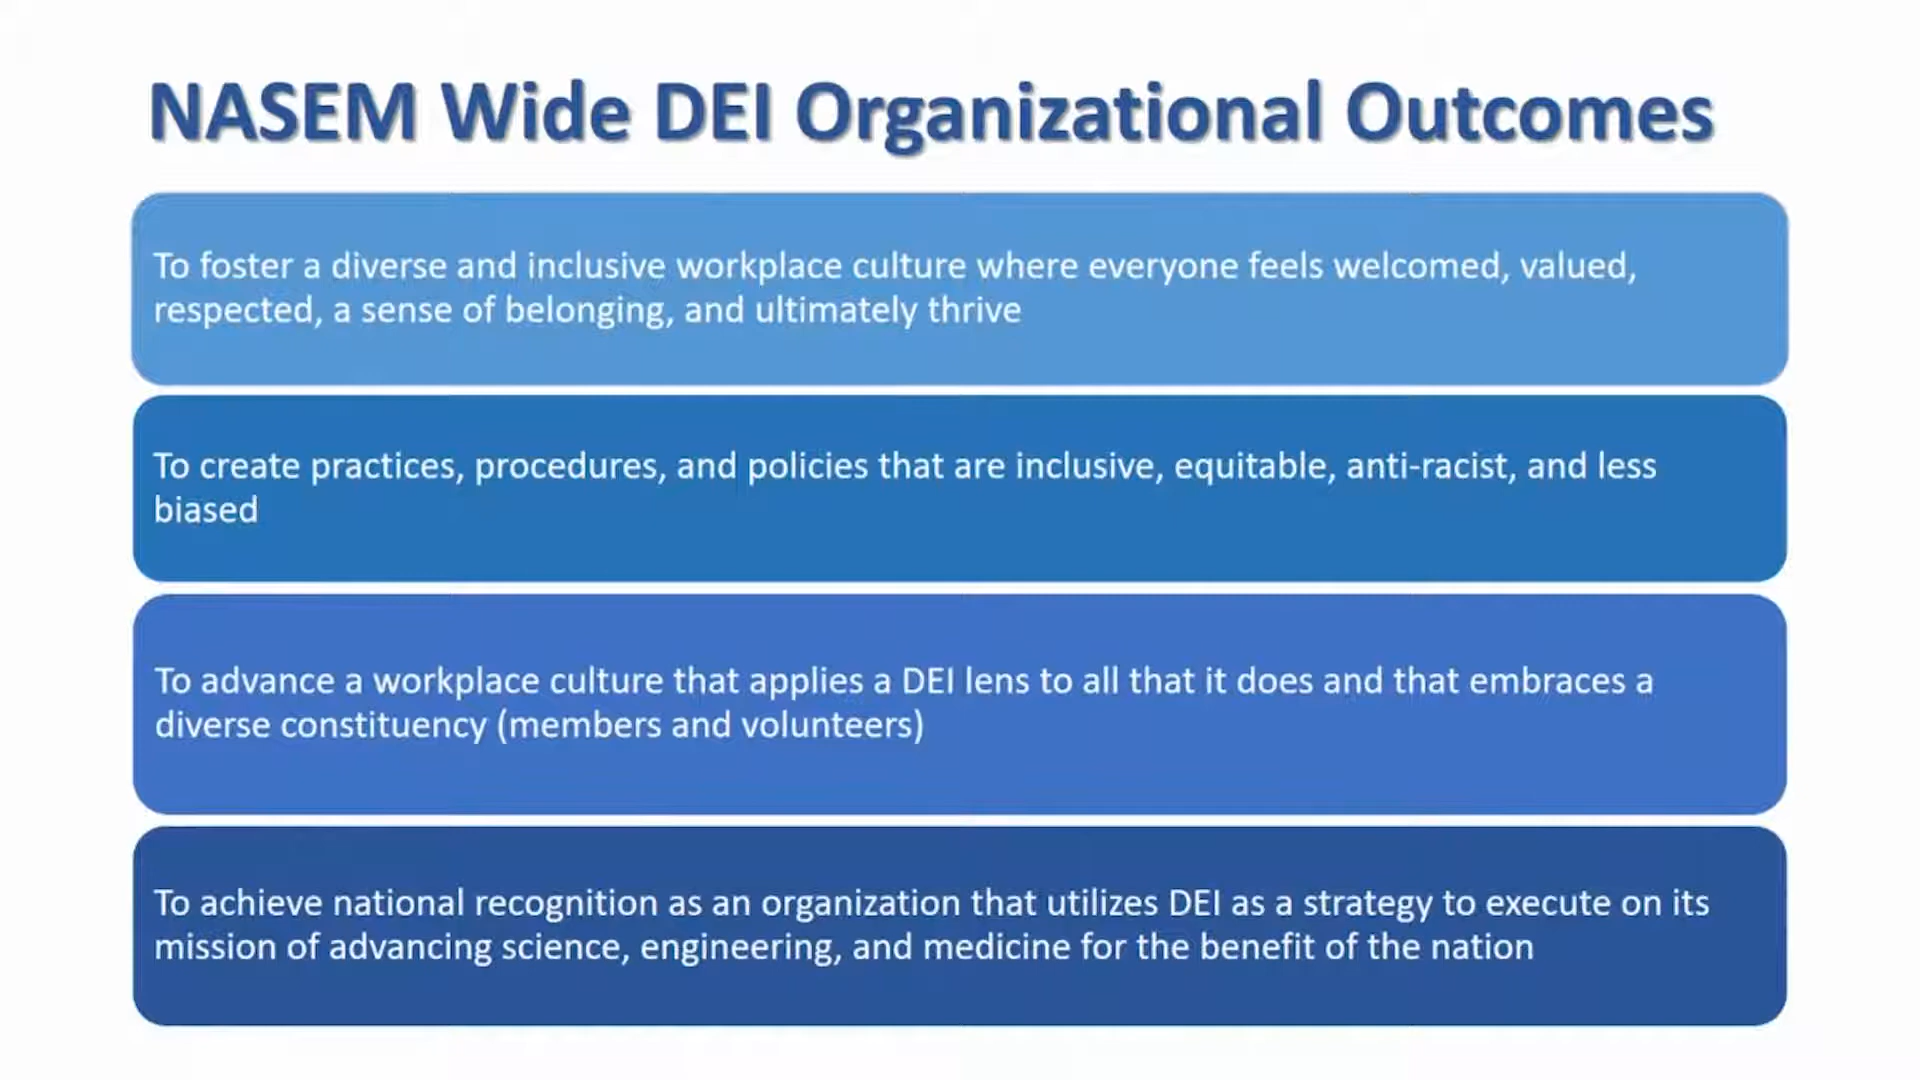 NASEM Wide DEI Organizational Outcomes
To foster a diverse and inclusive workplace culture where everyone feels welcomed, valued,
respected, a sense of belonging, and ultimately thrive
To create practices, procedures, and policies that are inclusive, equitable, anti-racist, and less
biased
To advance a workplace culture that applies a DEI lens to all that it does and that embraces a
diverse constituency (members and volunteers)
To achieve national recognition as an organization that utilizes DEI as a strategy to execute on its
mission of advancing science, engineering, and medicine for the benefit of the nation